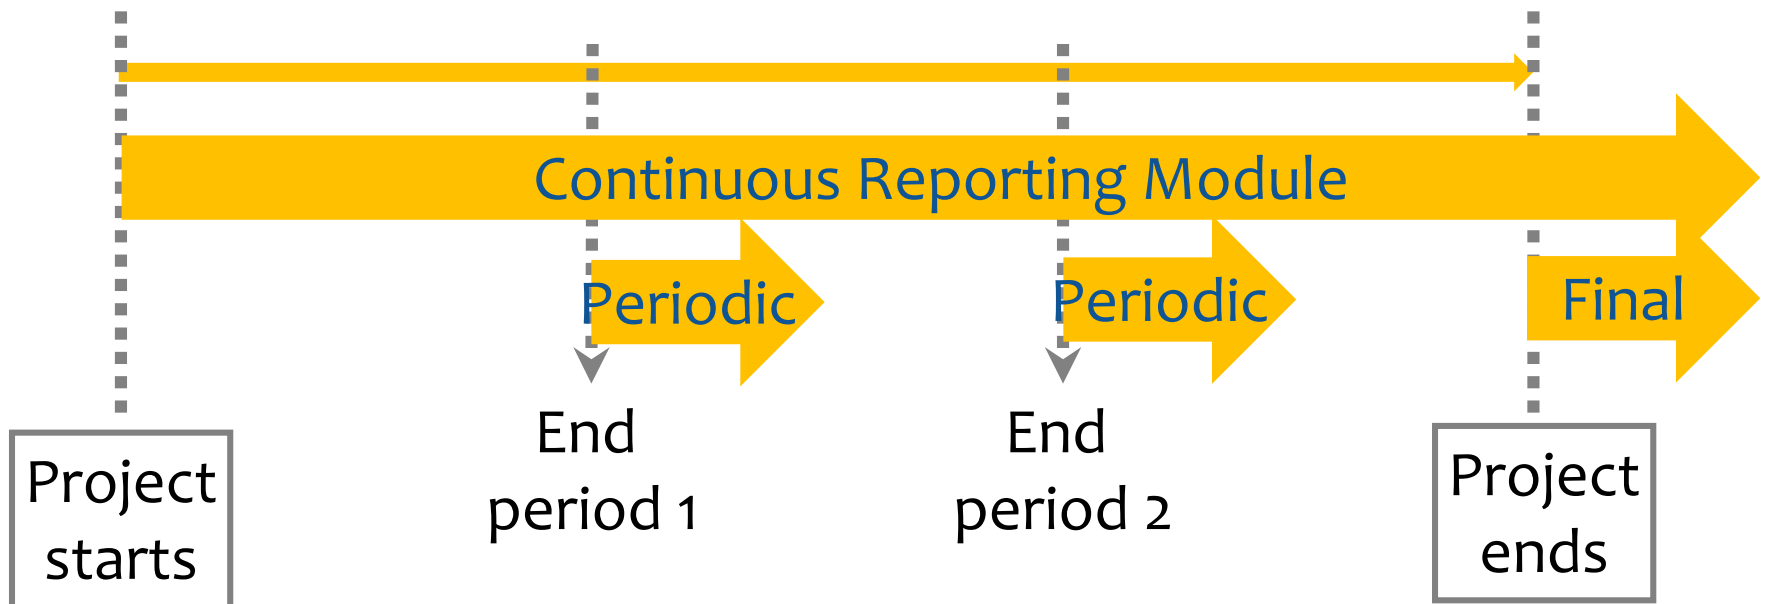 Continuous Reporting Module
Periodic
Periodic
Final
End
period 1
End
period 2
Project
starts
Project
ends